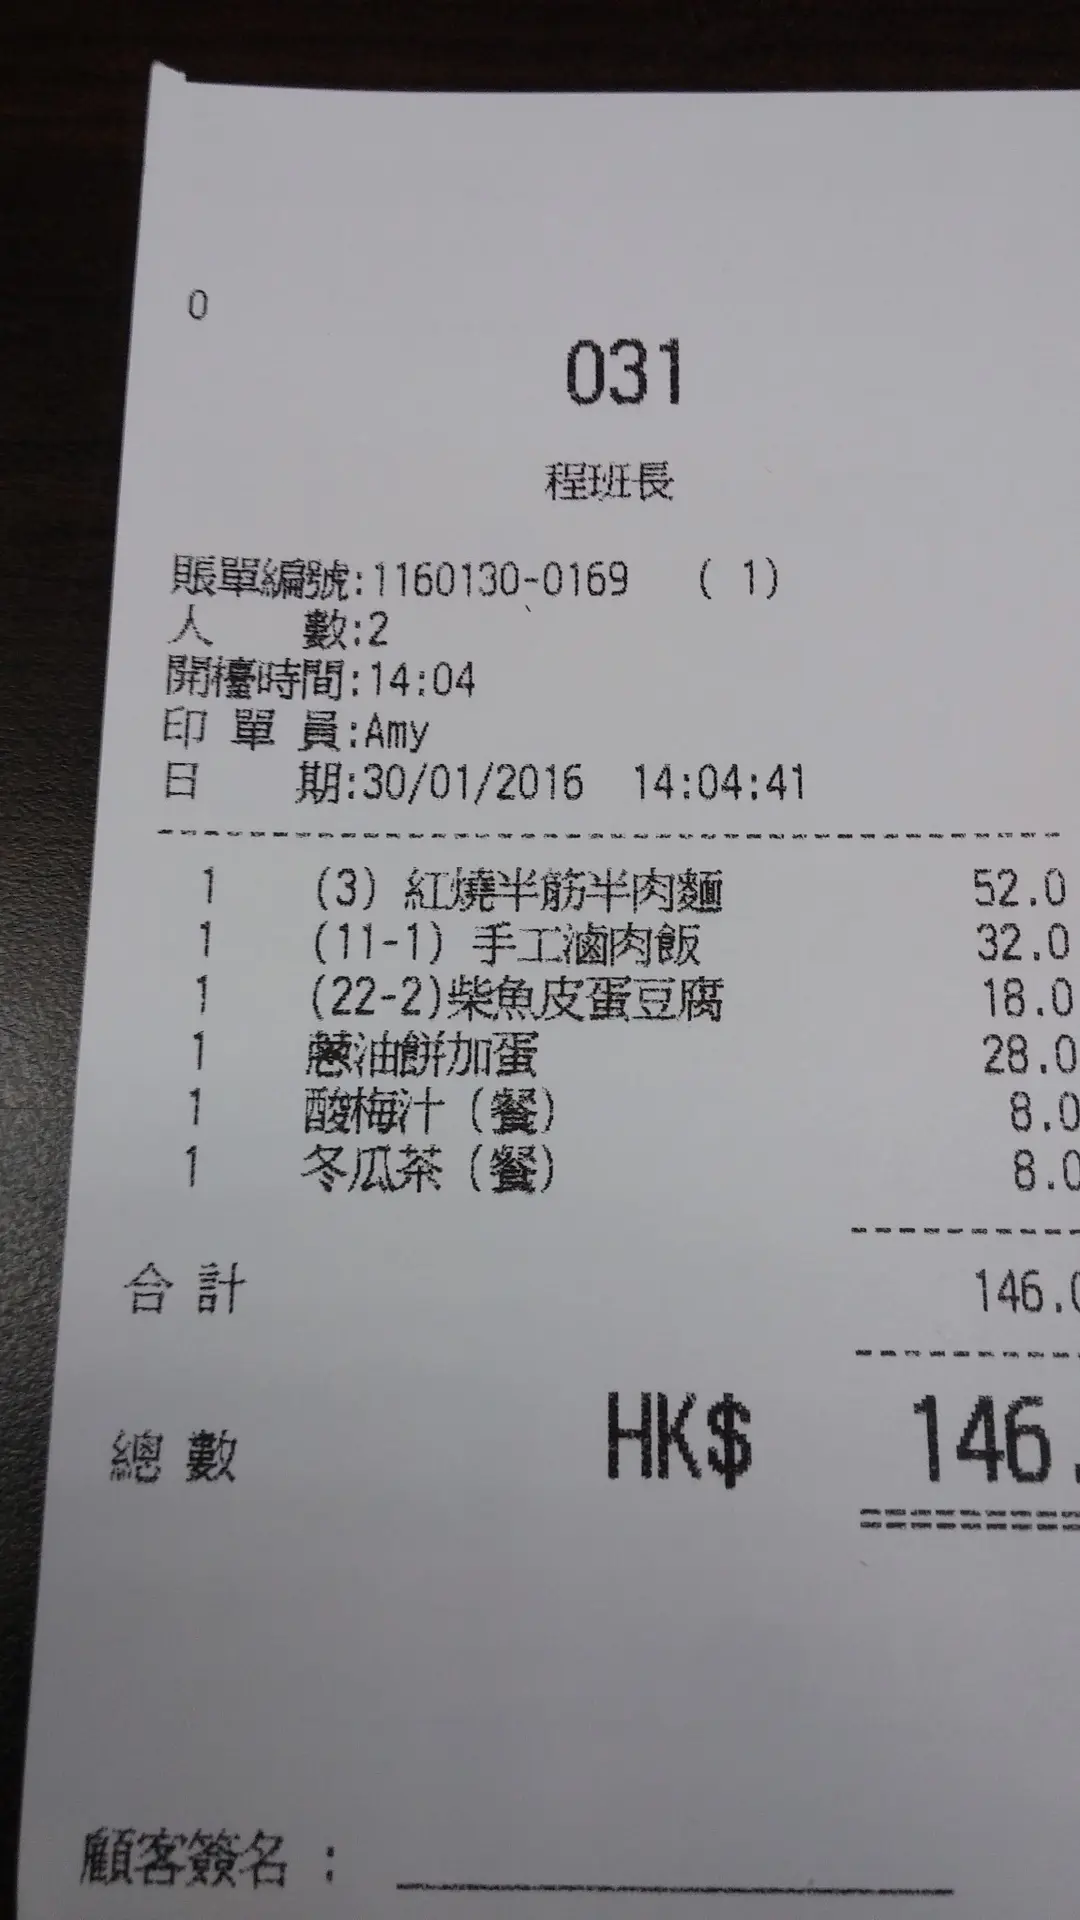 0
031
程班長
賬單編號:1160130-0169 ( 1)
人 數:2
開檯時間:14:04
印 單 員:Amy
日 期:30/01/2016 14:04:41
1 (3) 紅燒半筋半肉麵 52.0
1 (11-1) 手工滷肉飯 32.0
1 (22-2)柴魚皮蛋豆腐 18.0
1 蔥油餅加蛋 28.0
1 酸梅汁 (餐) 8.0
1 冬瓜茶 (餐) 8.0
合 計 146.0
總 數 HK$ 146.
顧客簽名 :